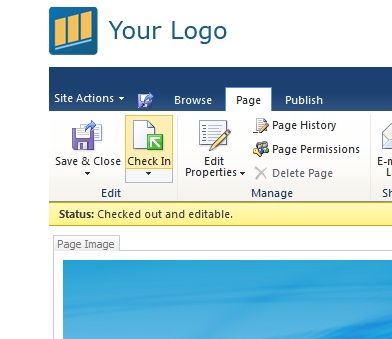 Your Logo
Site Actions Browse Page Publish
Page History
Save & Close Check In Edit Properties Page Permissions
Delete Page
Edit Manage
Status: Checked out and editable.
Page Image